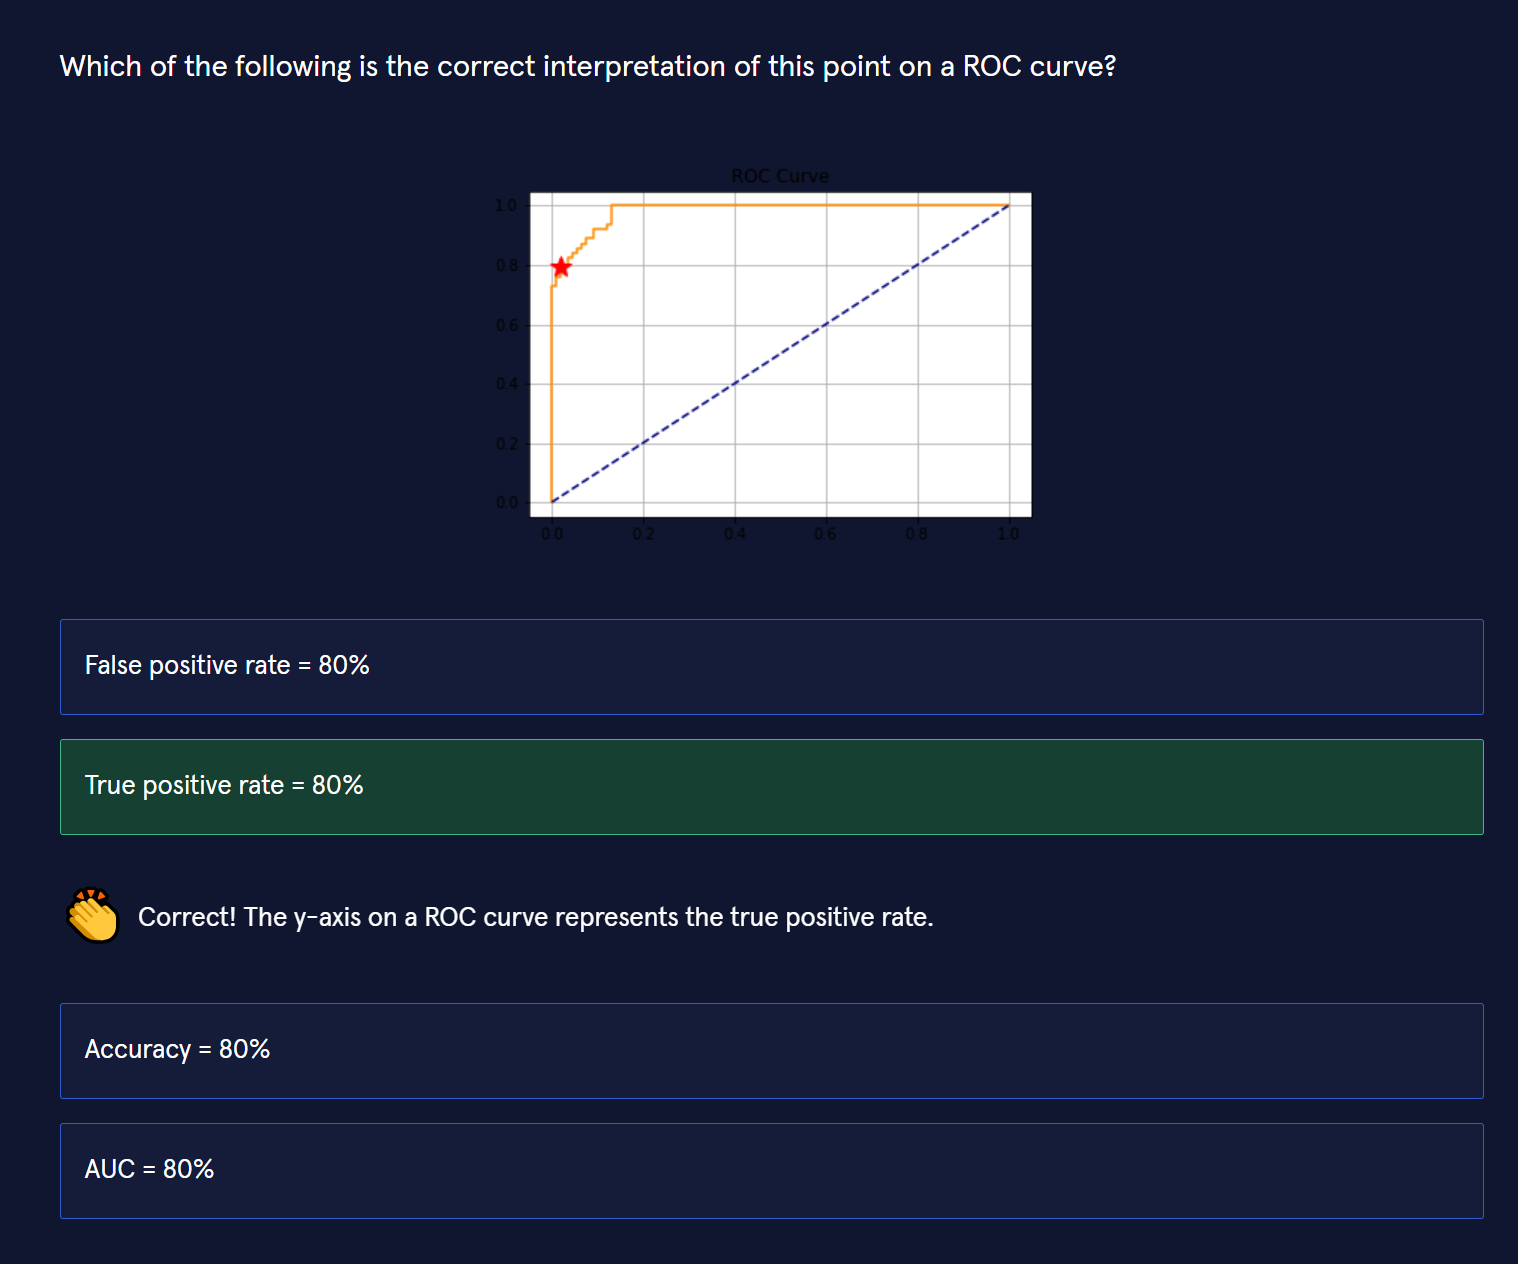 Which of the following is the correct interpretation of this point on a ROC curve?
ROC Curve
1.0
0.8
0.6
0.4
0.2
0.0
0.0 0.2 0.4 0.6 0.8 1.0
False positive rate = 80%
True positive rate = 80%
Correct! The y-axis on a ROC curve represents the true positive rate.
Accuracy = 80%
AUC = 80%